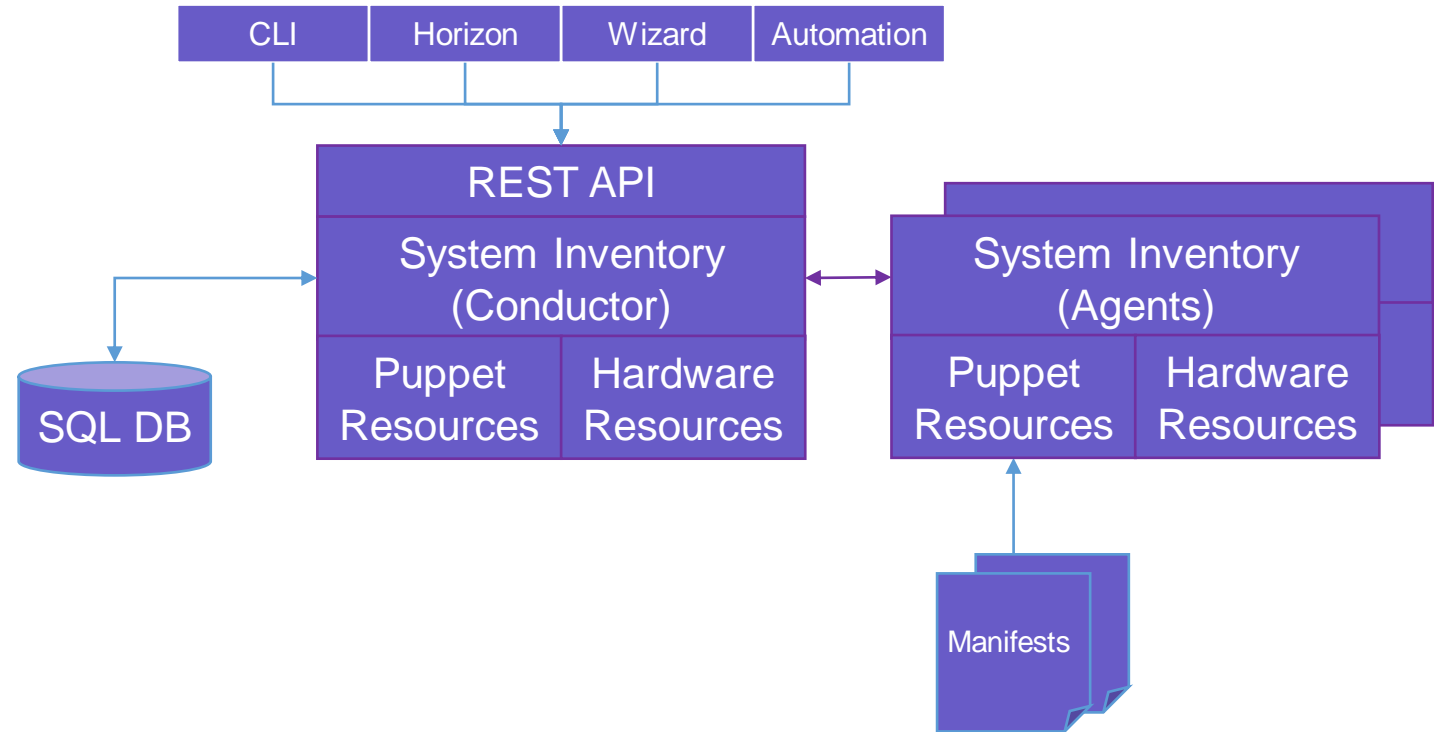 CLI Horizon Wizard Automation
REST API
System Inventory
(Conductor)
Puppet
Resources
Hardware
Resources
System Inventory
(Agents)
Puppet
Resources
Hardware
Resources
SQL DB
Manifests